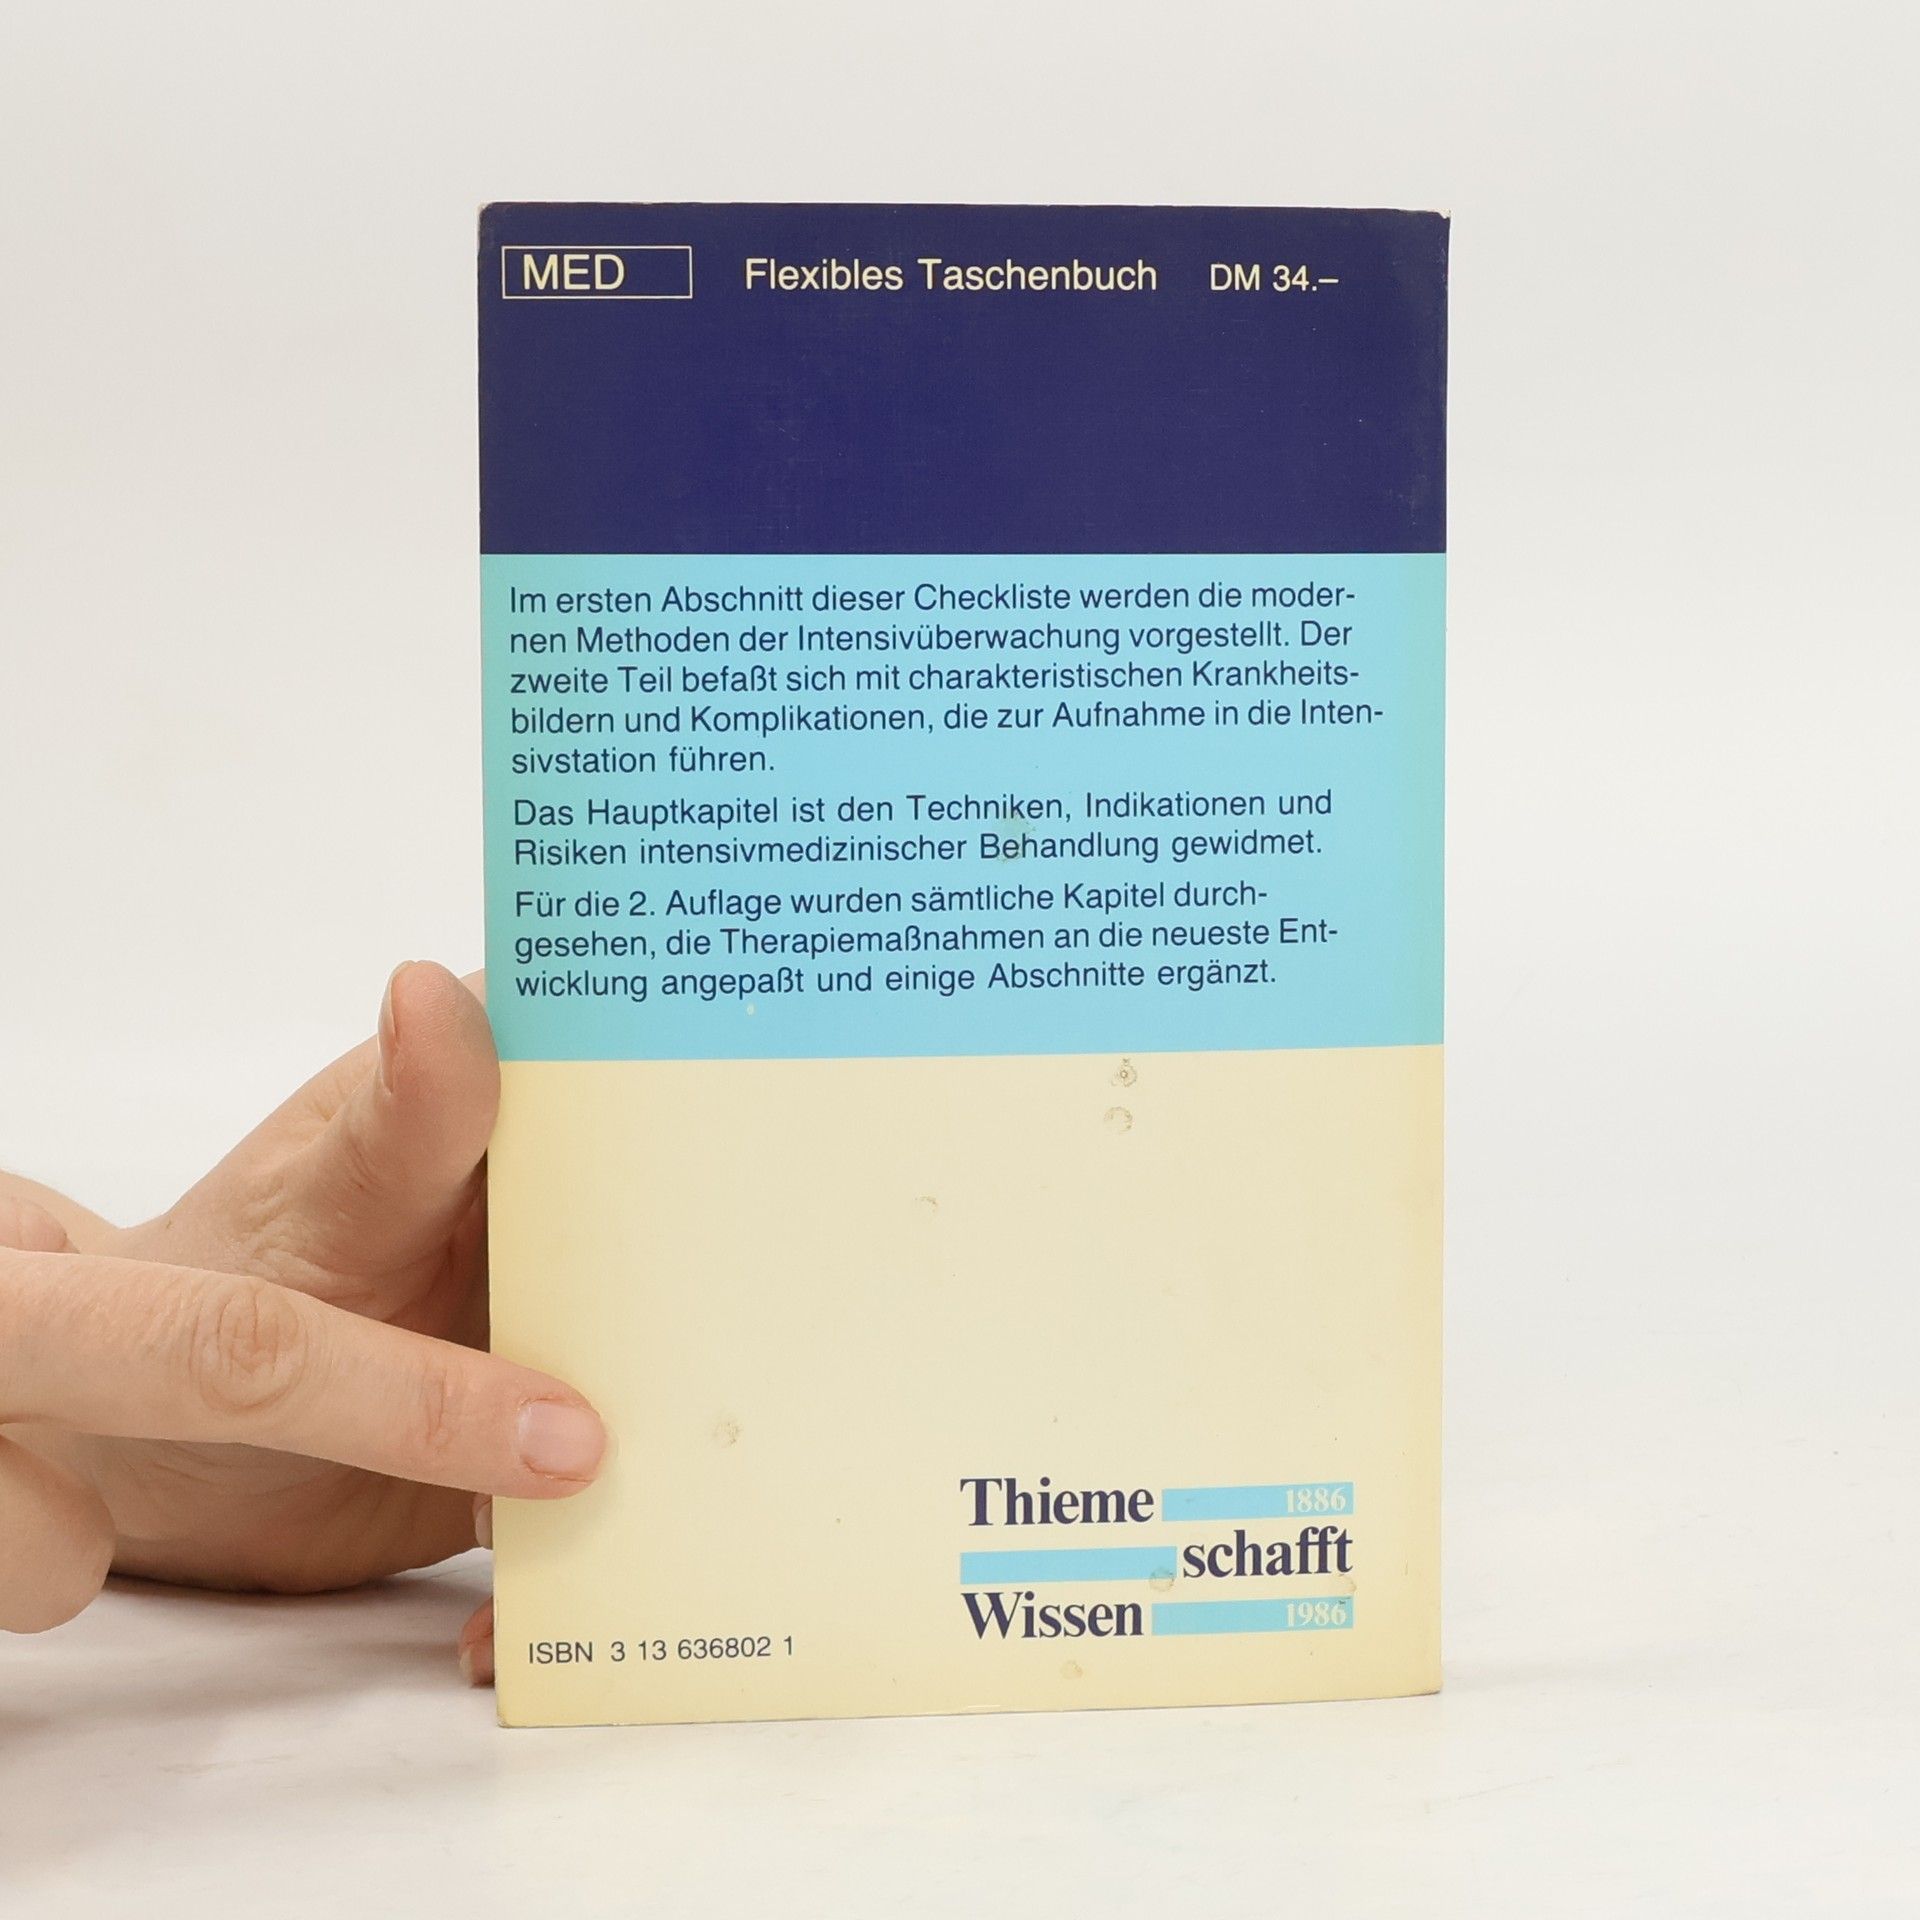 MED Flexibles Taschenbuch DM 34.–
Im ersten Abschnitt dieser Checkliste werden die moder-
nen Methoden der Intensivüberwachung vorgestellt. Der
zweite Teil befaßt sich mit charakteristischen Krankheits-
bildern und Komplikationen, die zur Aufnahme in die Inten-
sivstation führen.
Das Hauptkapitel ist den Techniken, Indikationen und
Risiken intensivmedizinischer Behandlung gewidmet.
Für die 2. Auflage wurden sämtliche Kapitel durch-
gesehen, die Therapiemaßnahmen an die neueste Ent-
wicklung angepaßt und einige Abschnitte ergänzt.
Thieme 1886
schafft
Wissen 1986
ISBN 3 13 636802 1